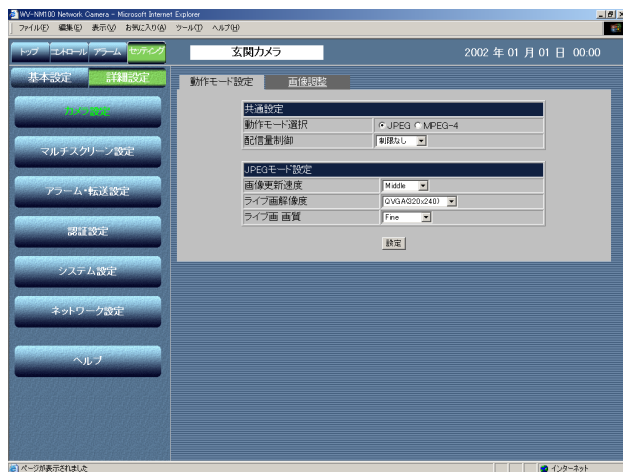 WV-NM100 Network Camera - Microsoft Internet Explorer
ファイル(F) 編集(E) 表示(V) お気に入り(A) ツール(T) ヘルプ(H)
トップ コントロール アラーム セッティング 玄関カメラ 2002 年 01 月 01 日 00:00
基本設定 詳細設定 動作モード設定 画像調整
カメラ設定
共通設定
動作モード選択 JPEG MPEG-4
配信量制御 制限なし
マルチスクリーン設定
JPEGモード設定
画像更新速度 Middle
アラーム・転送設定
ライブ画解像度 QVGA(320x240)
ライブ画 画質 Fine
認証設定
設定
システム設定
ネットワーク設定
ヘルプ
ページが表示されました インターネット